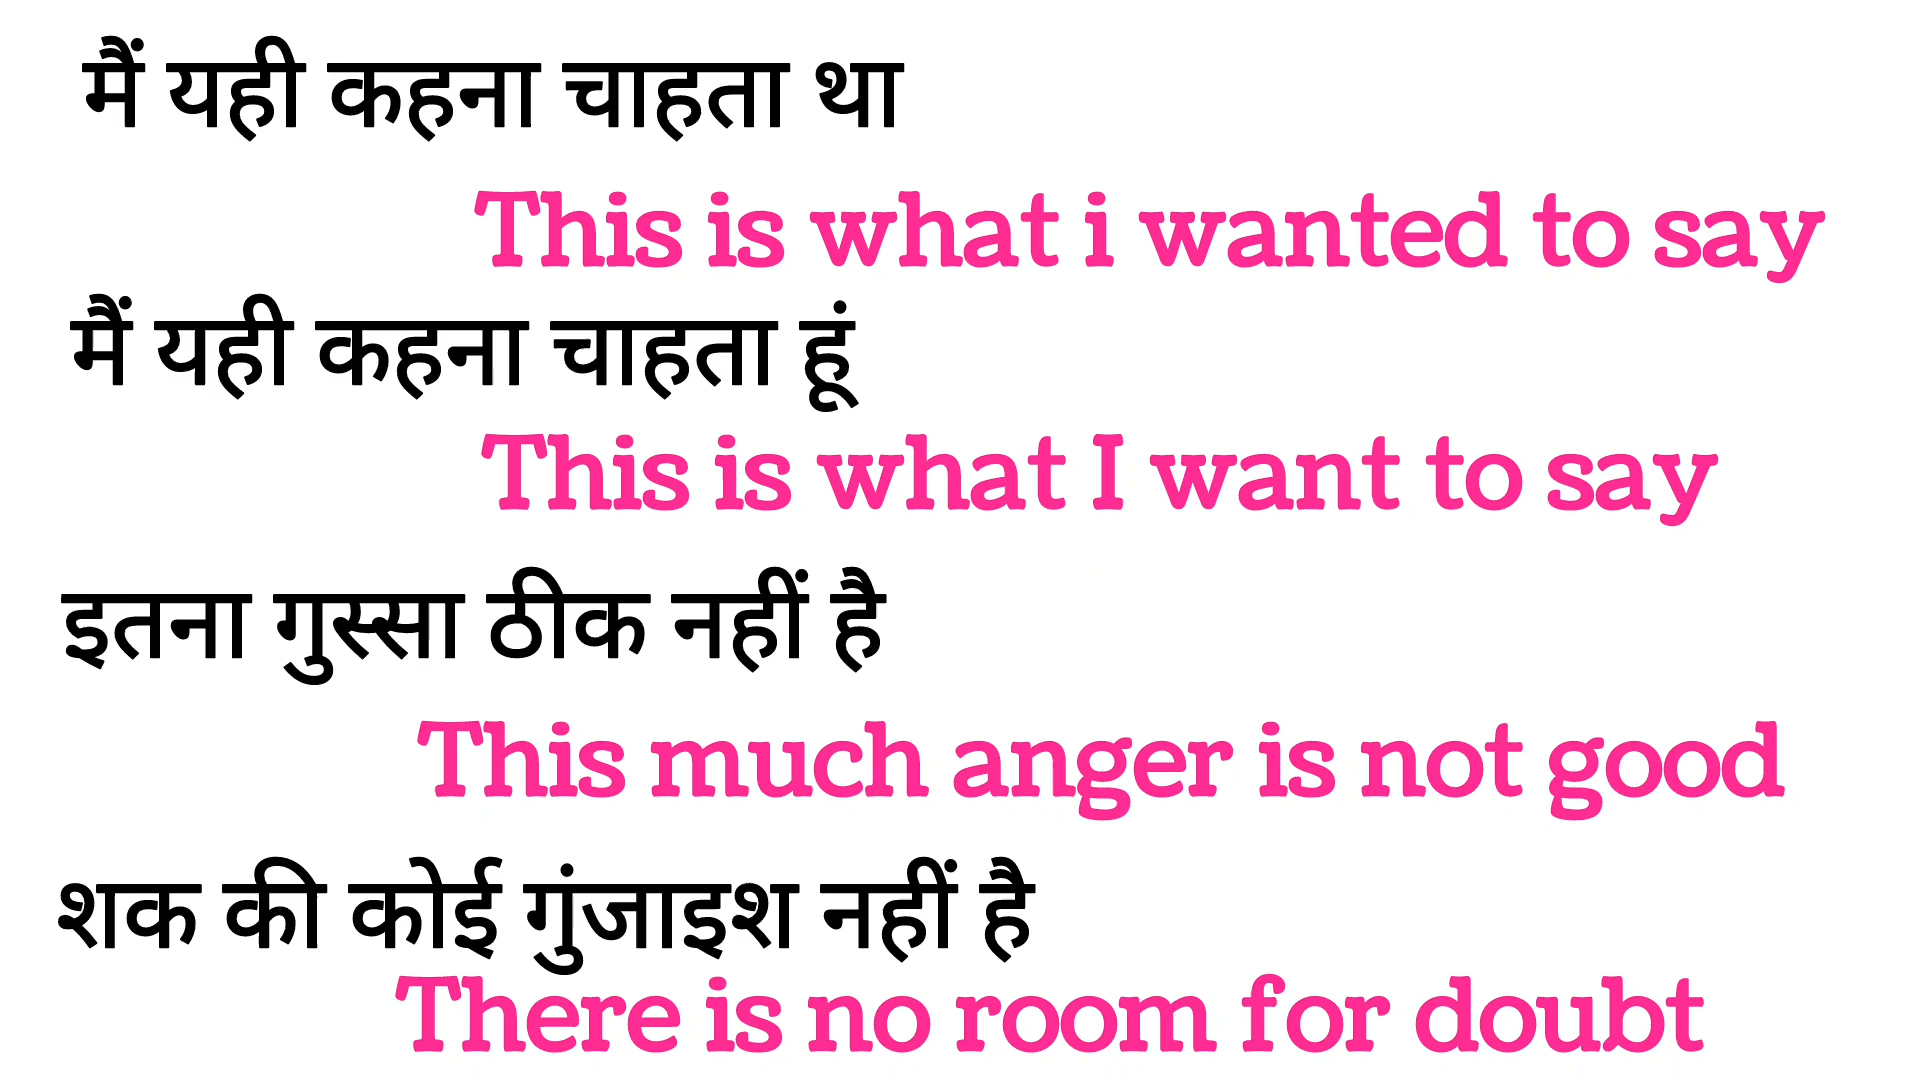 मैं यही कहना चाहता था
This is what i wanted to say
मैं यही कहना चाहता हूं
This is what I want to say
इतना गुस्सा ठीक नहीं है
This much anger is not good
शक की कोई गुंजाइश नहीं है
There is no room for doubt